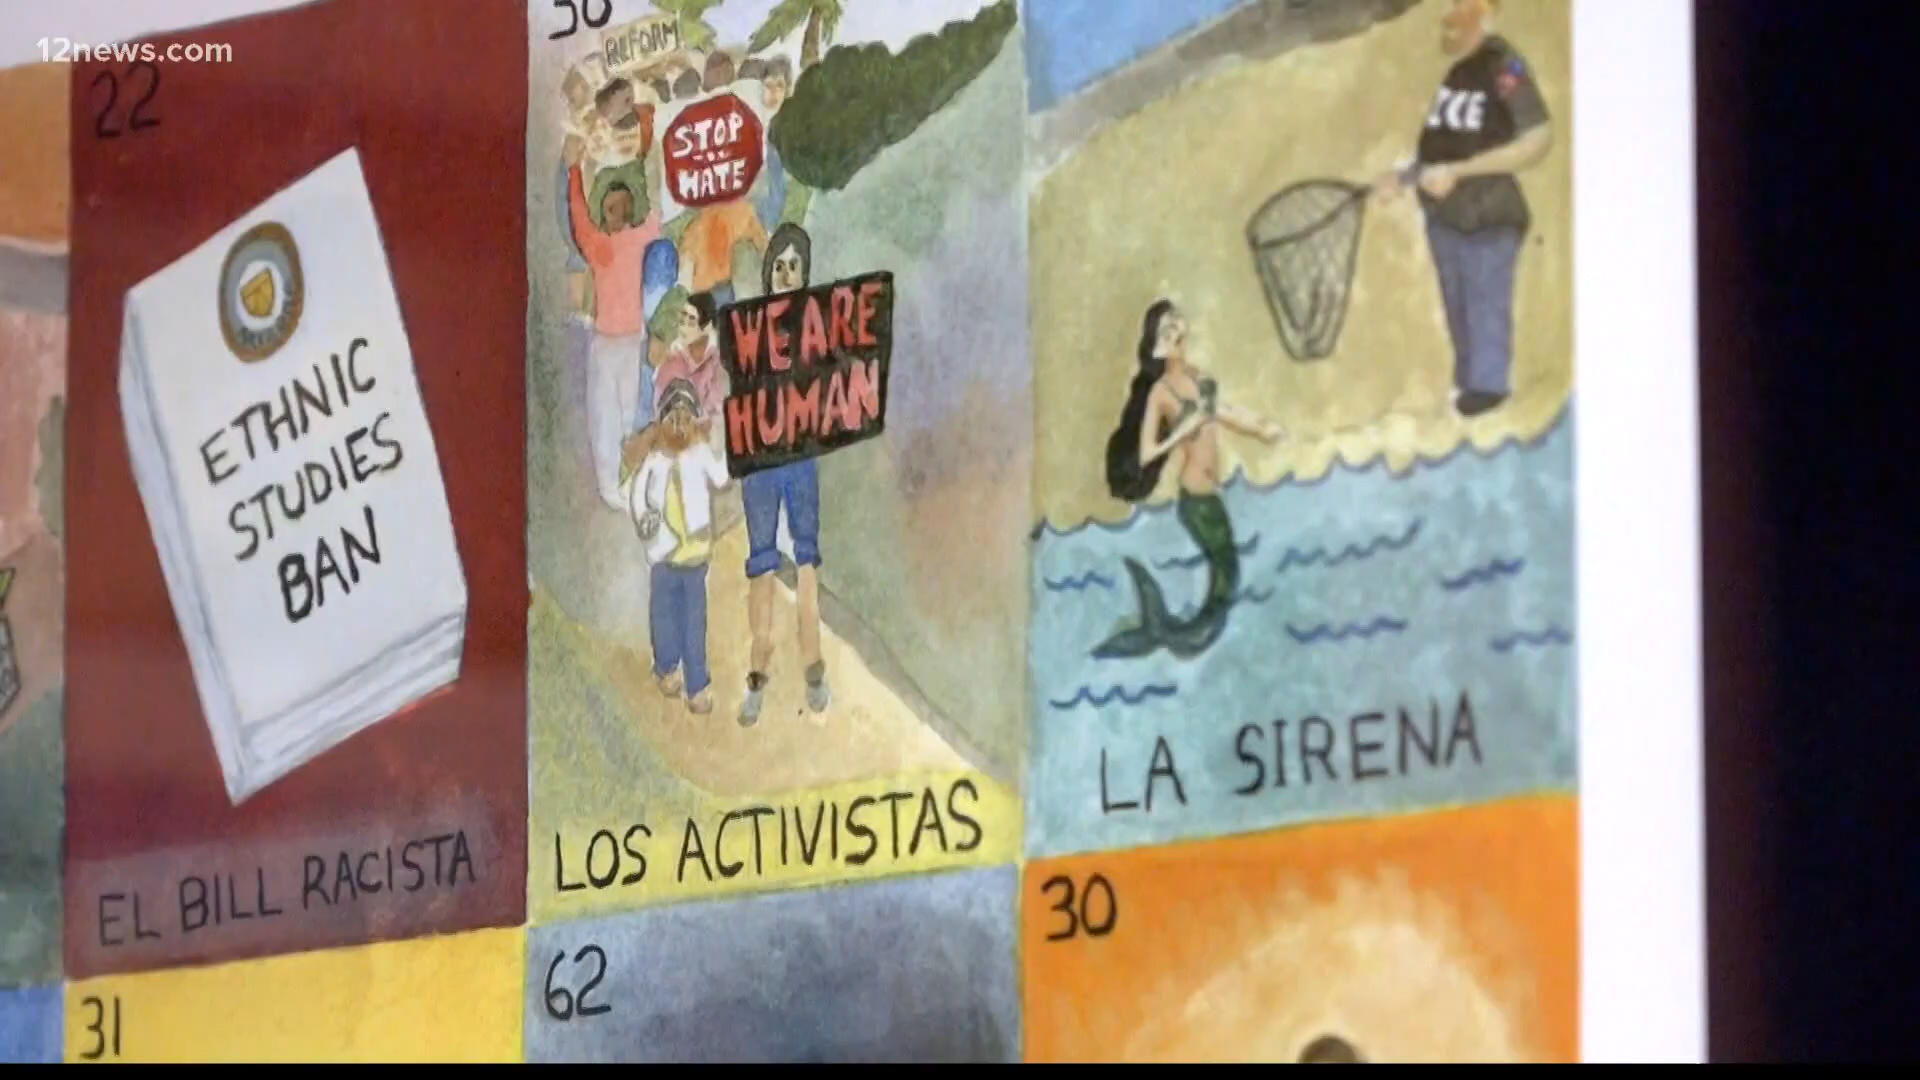 12news.com
22
ETHNIC
STUDIES
BAN
EL BILL RACISTA
REFORM
STOP
HATE
WE ARE
HUMAN
LOS ACTIVISTAS
ICE
LA SIRENA
31
62
30